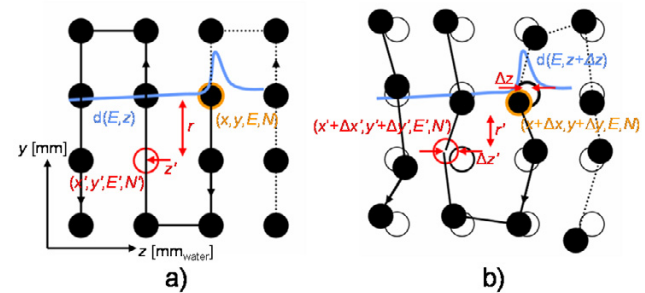 d(E,z)
(x,y,E,N)
r
y [mm]
(x',y',E',N')
z'
z [mm_water]
a)
d(E,z+Δz)
Δz
(x'+Δx',y'+Δy',E',N')
(x+Δx,y+Δy,E,N)
r'
Δz'
b)